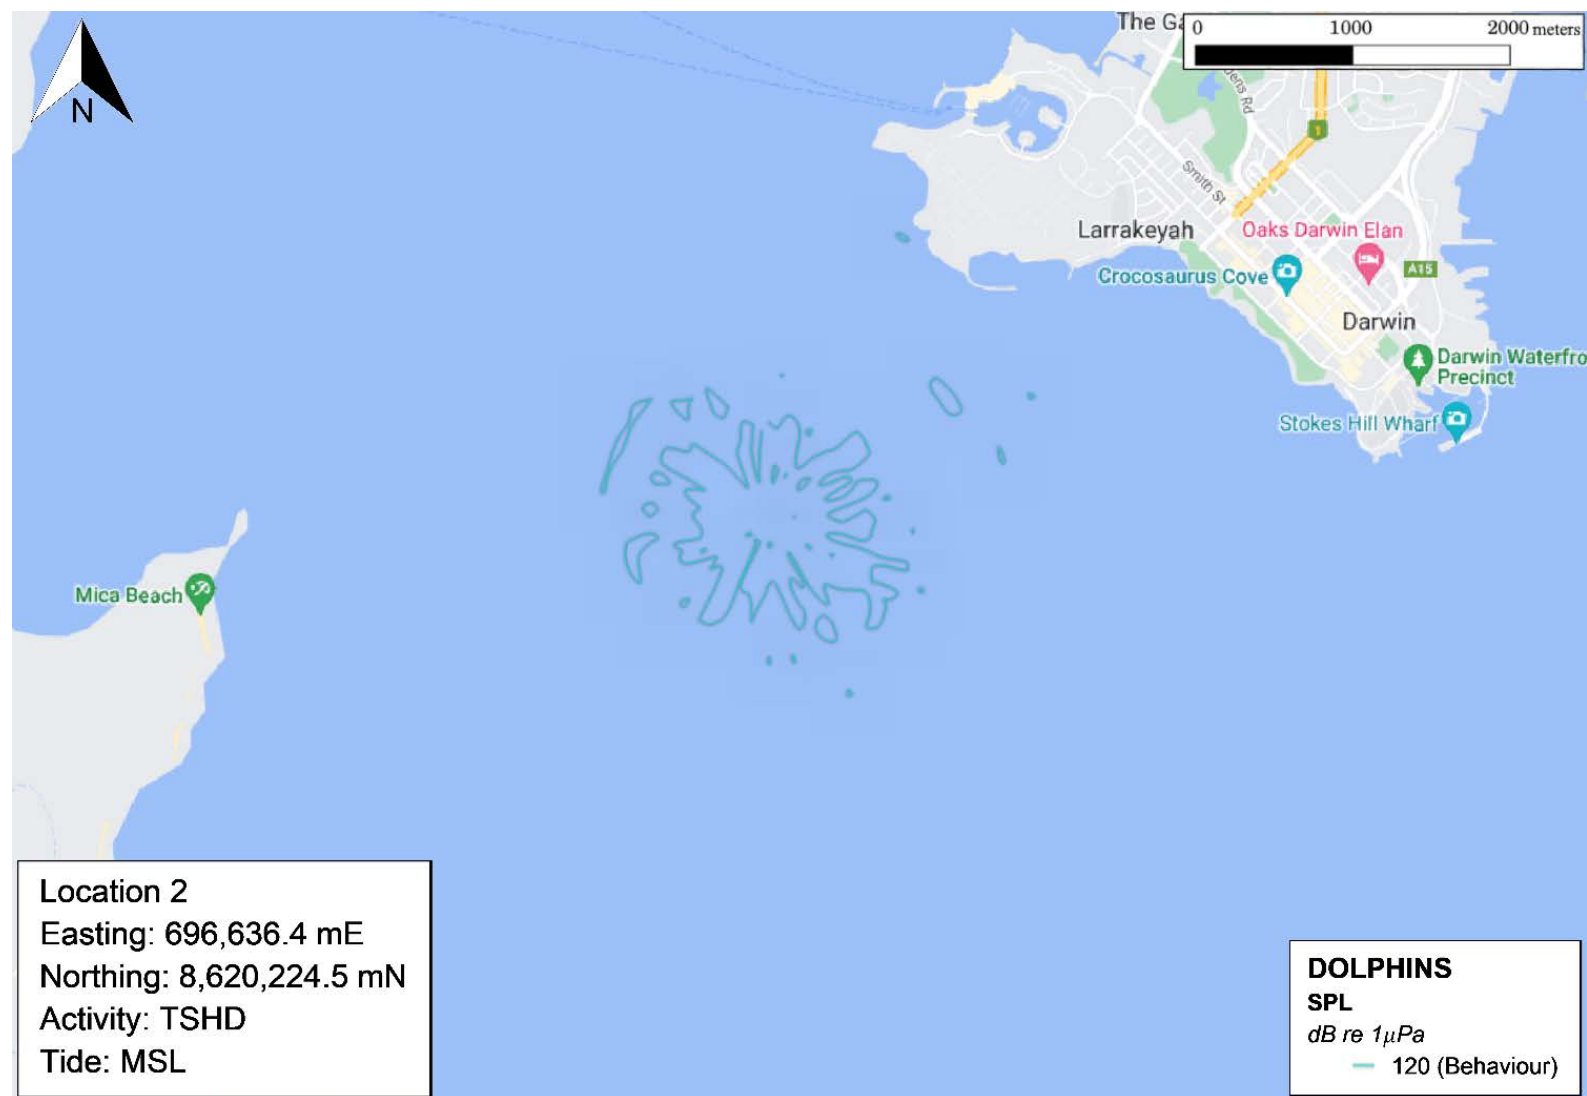 The Ga
0 1000 2000 meters
N
1
Smith St
Larrakeyah
Oaks Darwin Elan
Crocosaurus Cove
A15
Darwin
Darwin Waterfro
Precinct
Stokes Hill Wharf
Mica Beach
Location 2
Easting: 696,636.4 mE
Northing: 8,620,224.5 mN
Activity: TSHD
Tide: MSL
DOLPHINS
SPL
dB re 1μPa
120 (Behaviour)